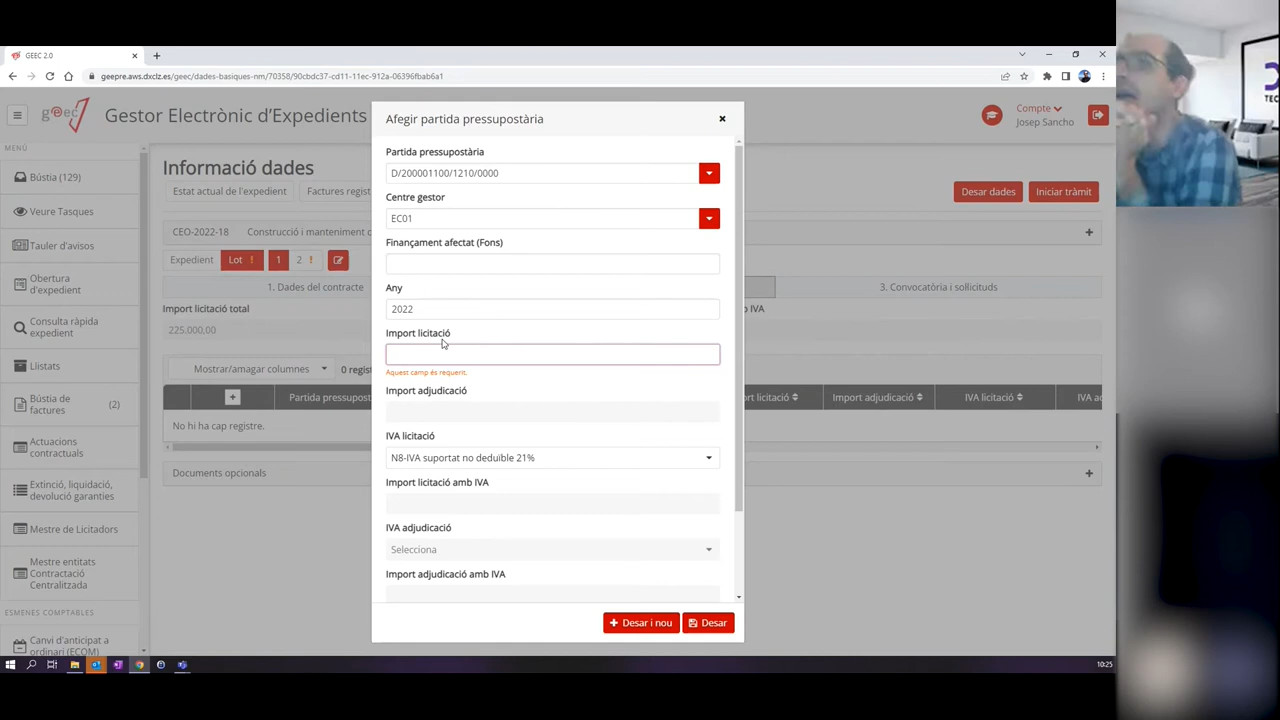 GEEC 2.0
geepre.aws.dxclz.es/geec/dades-basiques-nm/70358/90cbdc37-cd11-11ec-912a-06396fbab6a1
geec
Gestor Electrònic d'Expedients
Compte
Josep Sancho
MENÚ
Bústia (129)
Veure Tasques
Tauler d'avisos
Obertura d'expedient
Consulta ràpida expedient
Llistats
Bústia de factures (2)
Actuacions contractuals
Extinció, liquidació, devolució garanties
Mestre de Licitadors
Mestre entitats Contractació Centralitzada
ESMENES COMPTABLES
Canvi d'anticipat a ordinari (ECOM)
Informació dades
Estat actual de l'expedient
Factures regist
Desar dades
Iniciar tràmit
CEO-2022-18 Construcció i manteniment d
Expedient Lot ! 1 2 !
1. Dades del contracte
3. Convocatòria i sol·licituds
Import licitació total
b IVA
225.000,00
Mostrar/amagar columnes
0 regist
Partida pressupost
ort licitació
Import adjudicació
IVA licitació
IVA ad
No hi ha cap registre.
Documents opcionals
Afegir partida pressupostària
Partida pressupostària
D/200001100/1210/0000
Centre gestor
EC01
Finançament afectat (Fons)
Any
2022
Import licitació
Aquest camp és requerit.
Import adjudicació
IVA licitació
N8-IVA suportat no deduïble 21%
Import licitació amb IVA
IVA adjudicació
Selecciona
Import adjudicació amb IVA
Desar i nou
Desar
10:25
TEC